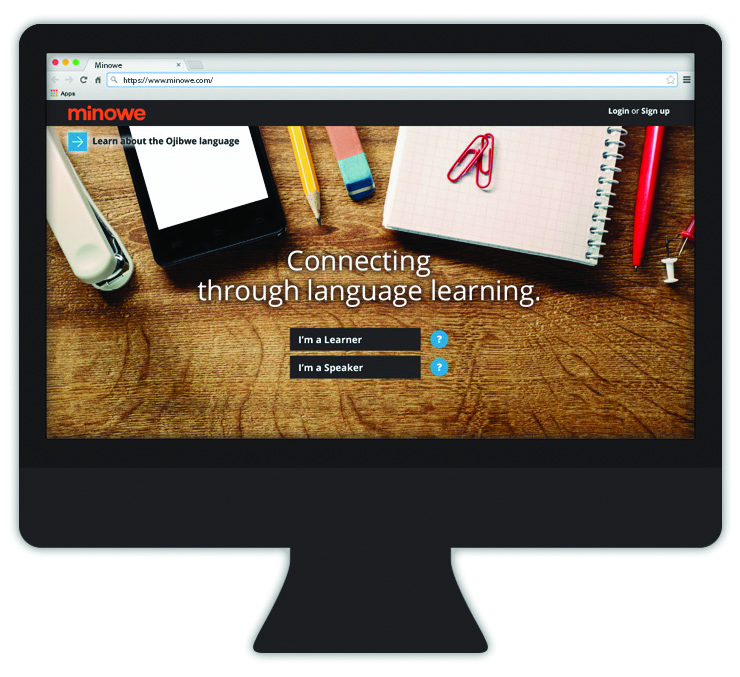 Minowe
https://www.minowe.com/
Apps
minowe
Login or Sign up
Learn about the Ojibwe language
Connecting
through language learning.
I'm a Learner ?
I'm a Speaker ?